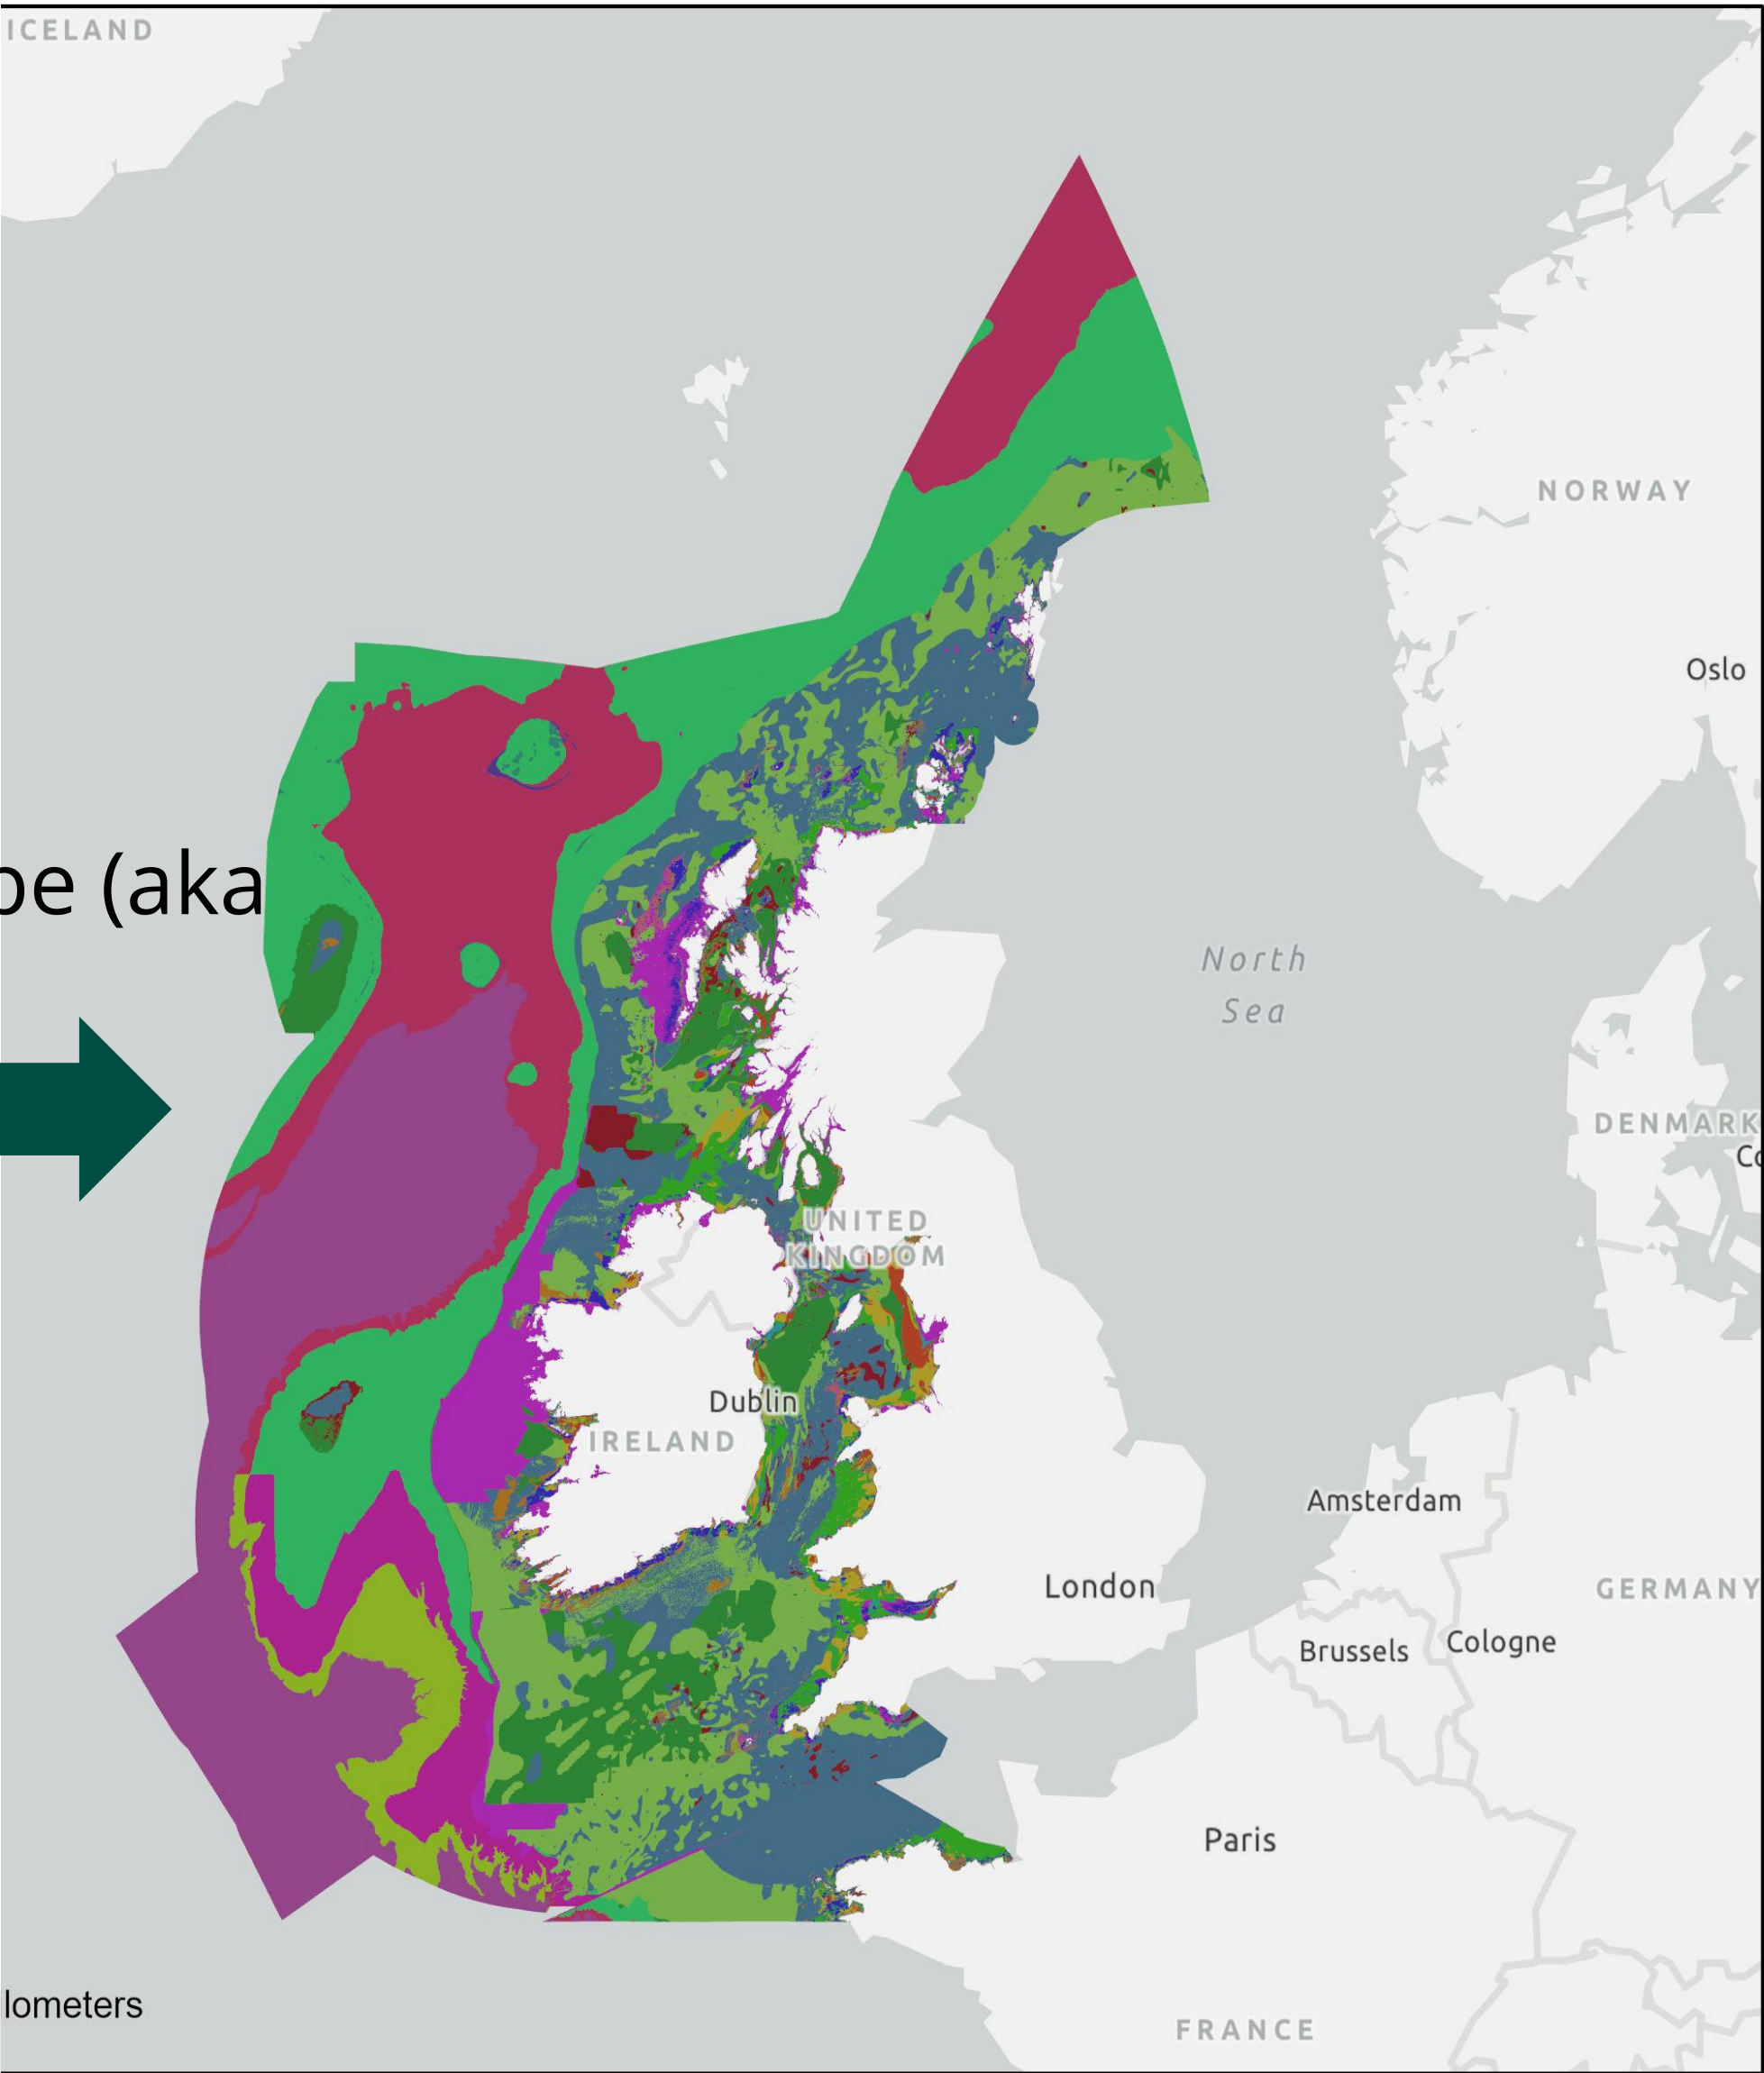 ICELAND
NORWAY
Oslo
pe (aka
North
Sea
DENMARK
UNITED
KINGDOM
Dublin
IRELAND
Amsterdam
London
GERMANY
Brussels
Cologne
Paris
lometers
FRANCE